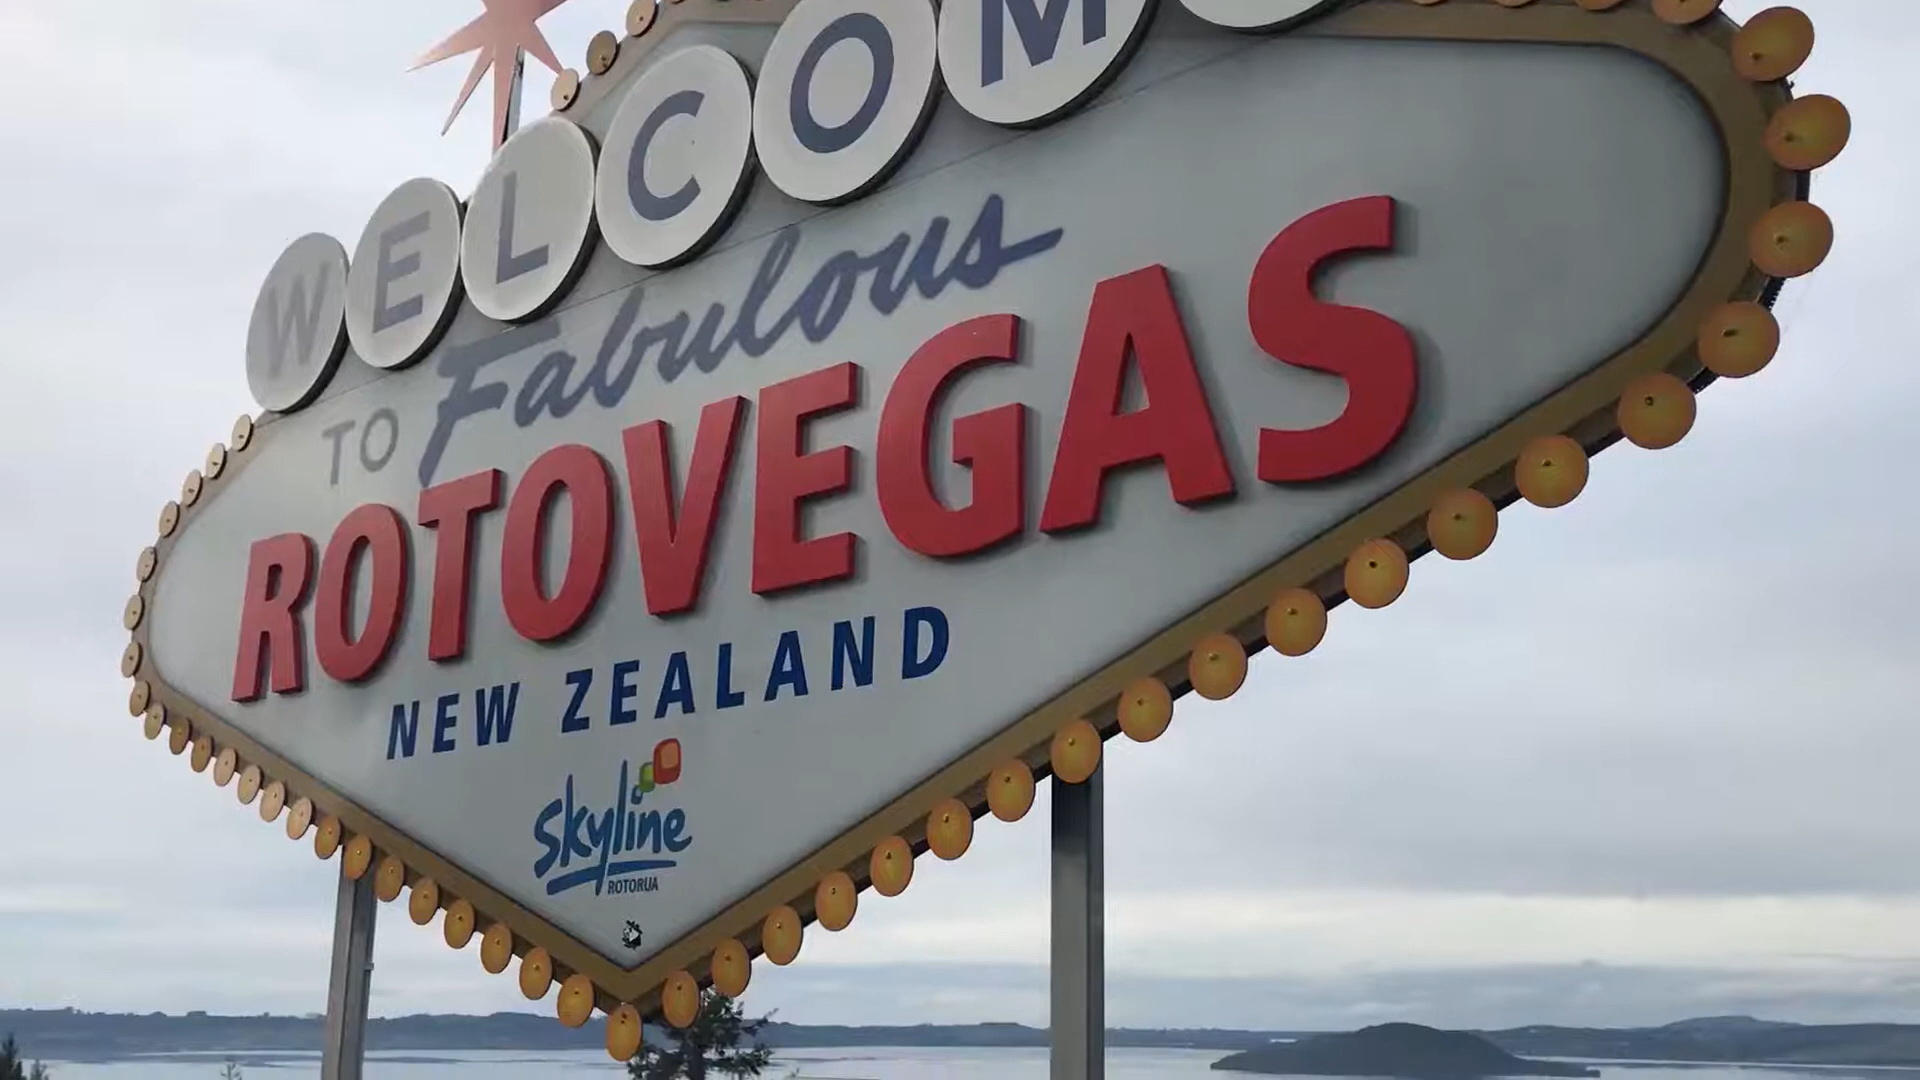 WELCOM
TO Fabulous
ROTOVEGAS
NEW ZEALAND
skyline
ROTORUA